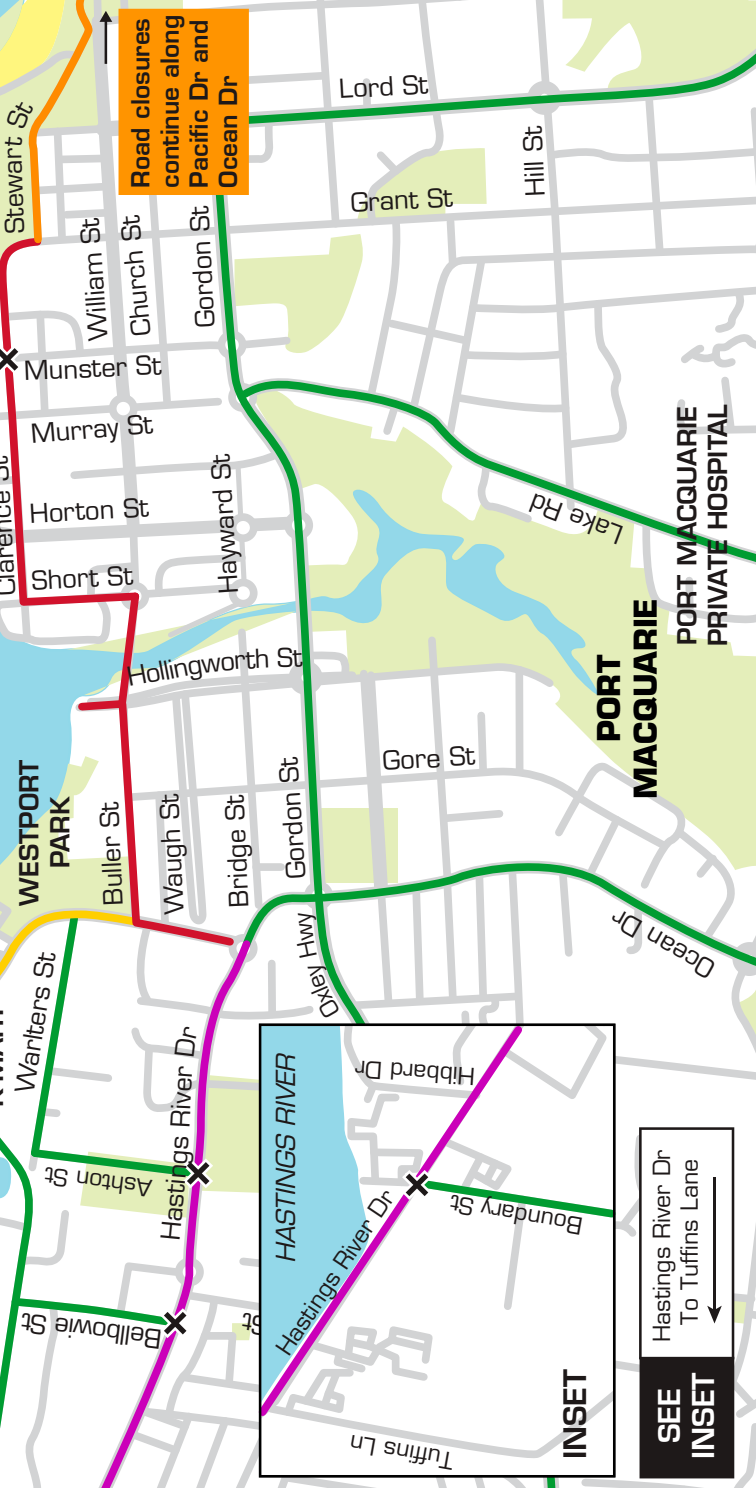 Road closures
continue along
Pacific Dr and
Ocean Dr
Stewart St
Lord St
Hill St
Grant St
William St
Church St
Gordon St
Munster St
Murray St
Clarence St
Horton St
Hayward St
Short St
Lake Rd
PORT MACQUARIE
PRIVATE HOSPITAL
PORT
MACQUARIE
Hollingworth St
WESTPORT
PARK
Gore St
Buller St
Waugh St
Bridge St
Gordon St
Oxley Hwy
Ocean Dr
Warlters St
Hastings River Dr
Ashton St
Bellbowie St
St
HASTINGS RIVER
Hibbard Dr
Hastings River Dr
Boundary St
Tuffins Ln
INSET
Hastings River Dr
To Tuffins Lane
SEE
INSET